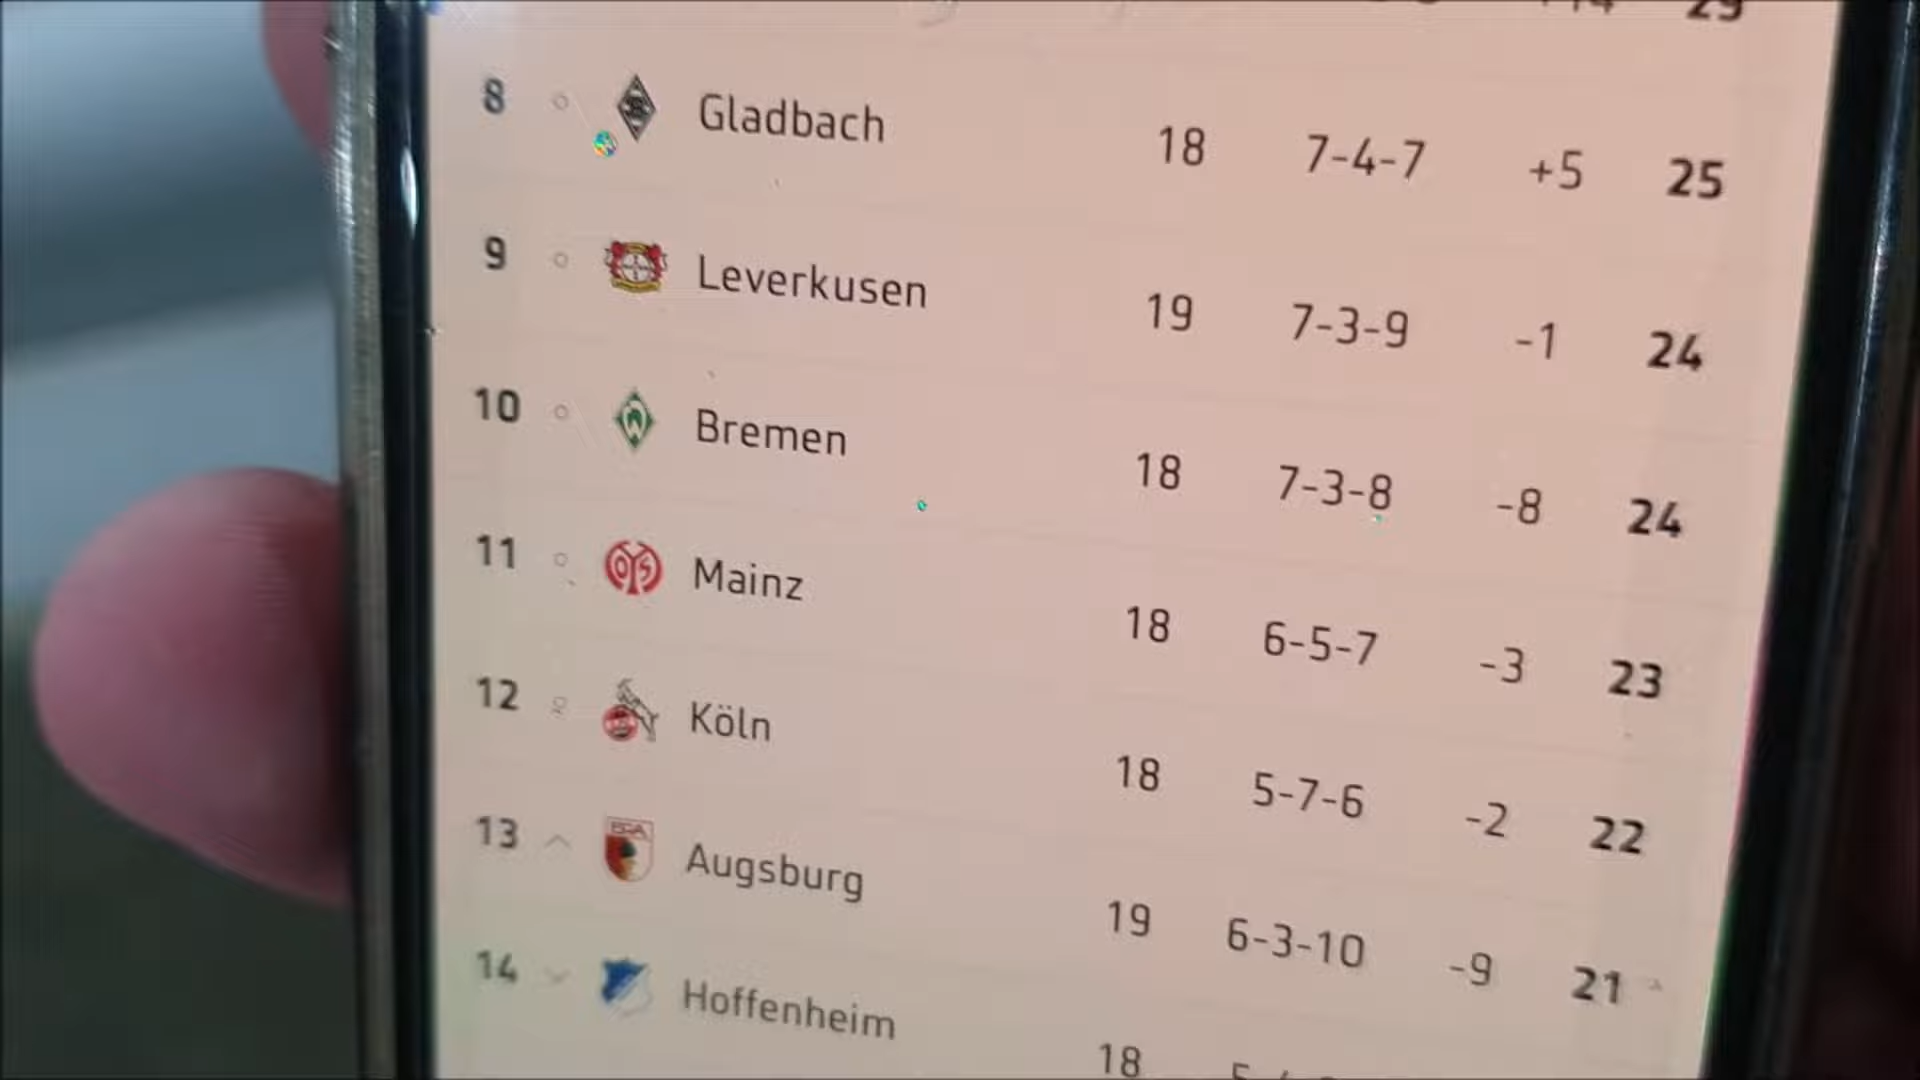 8 Gladbach 18 7-4-7 +5 25
9 Leverkusen 19 7-3-9 -1 24
10 Bremen 18 7-3-8 -8 24
11 Mainz 18 6-5-7 -3 23
12 Köln 18 5-7-6 -2 22
13 Augsburg 19 6-3-10 -9 21
14 Hoffenheim 18